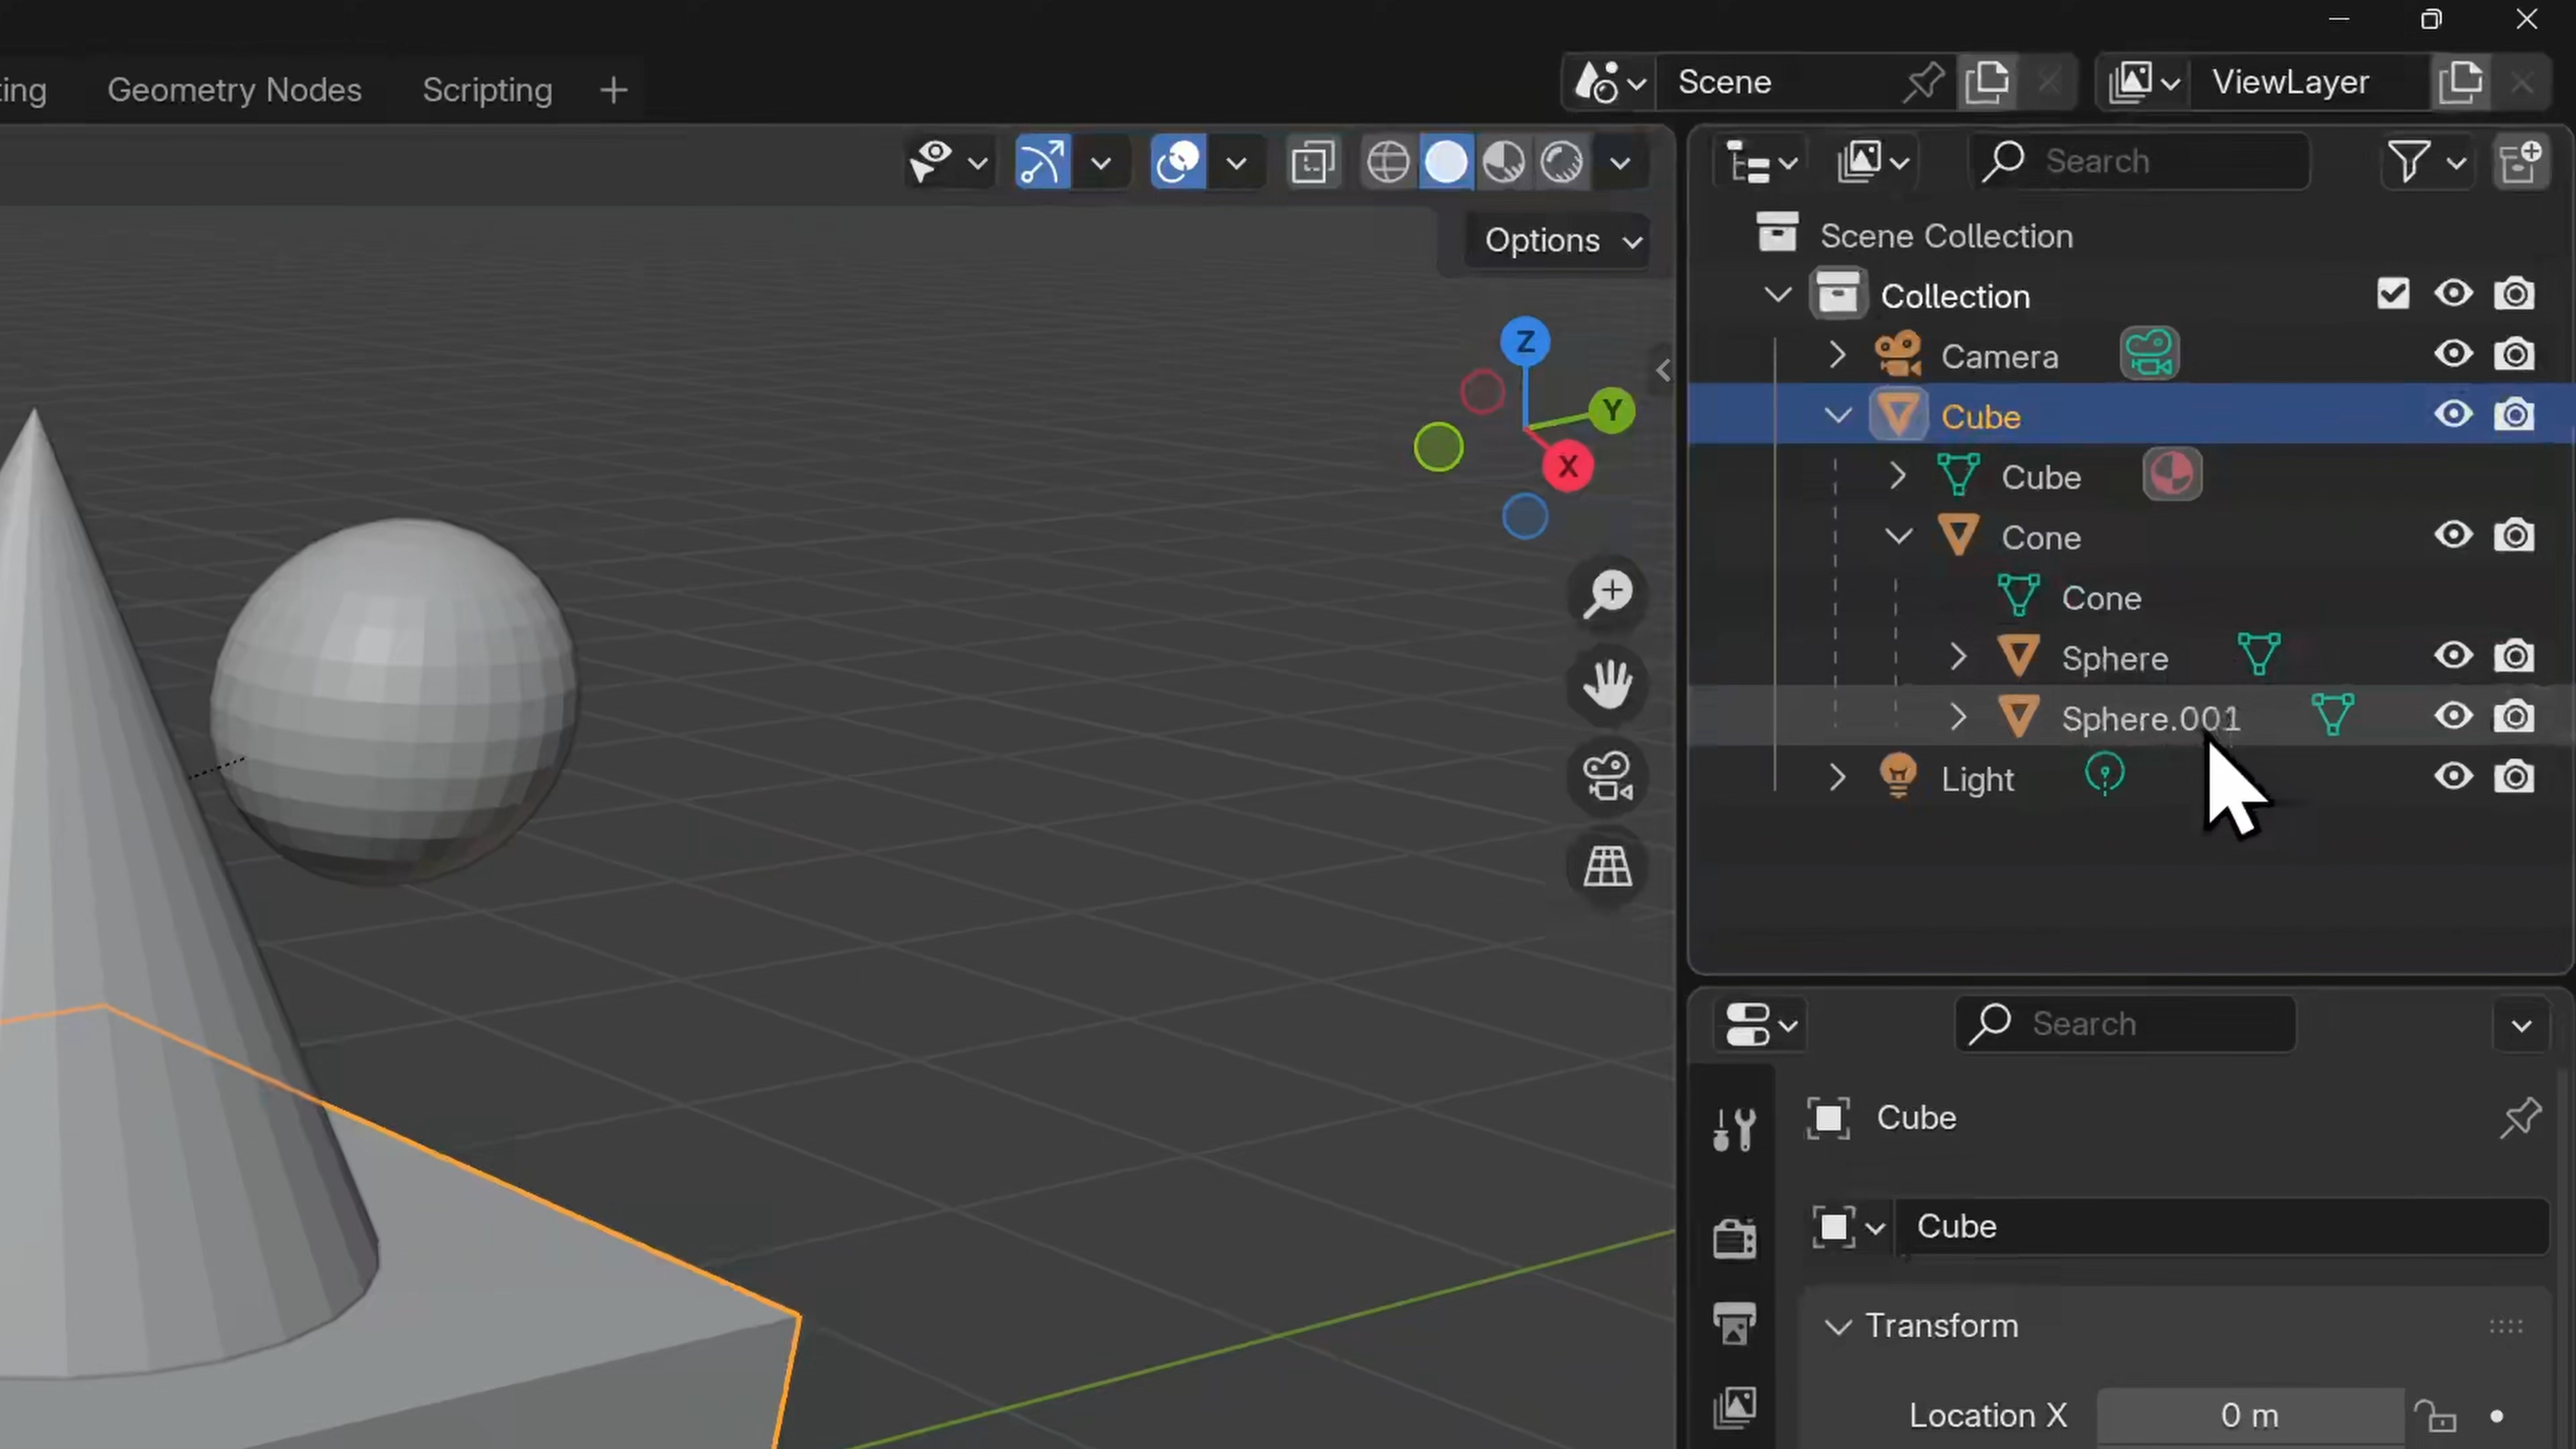 ing Geometry Nodes Scripting + Scene ViewLayer
Search
Options
Z
Y
X
Scene Collection
Collection
Camera
Cube
Cube
Cone
Cone
Sphere
Sphere.001
Light
Search
Cube
Cube
Transform
Location X 0 m